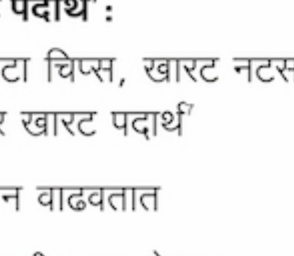 पदार्थ :
टा चिप्स, खारट नटस
र खारट पदार्थ'
न वाढवतात